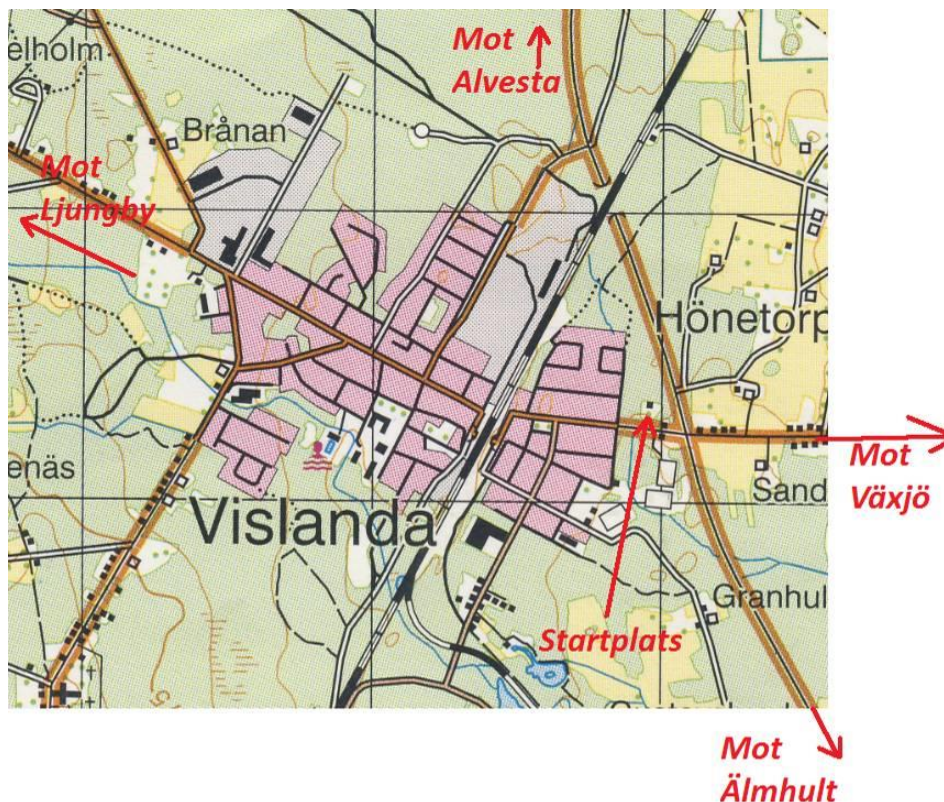 elholm
Mot
Alvesta
Brånan
Mot
Ljungby
Hönetorp
Mot
Växjö
enäs
Sand
Vislanda
Granhul
Startplats
Mot
Älmhult